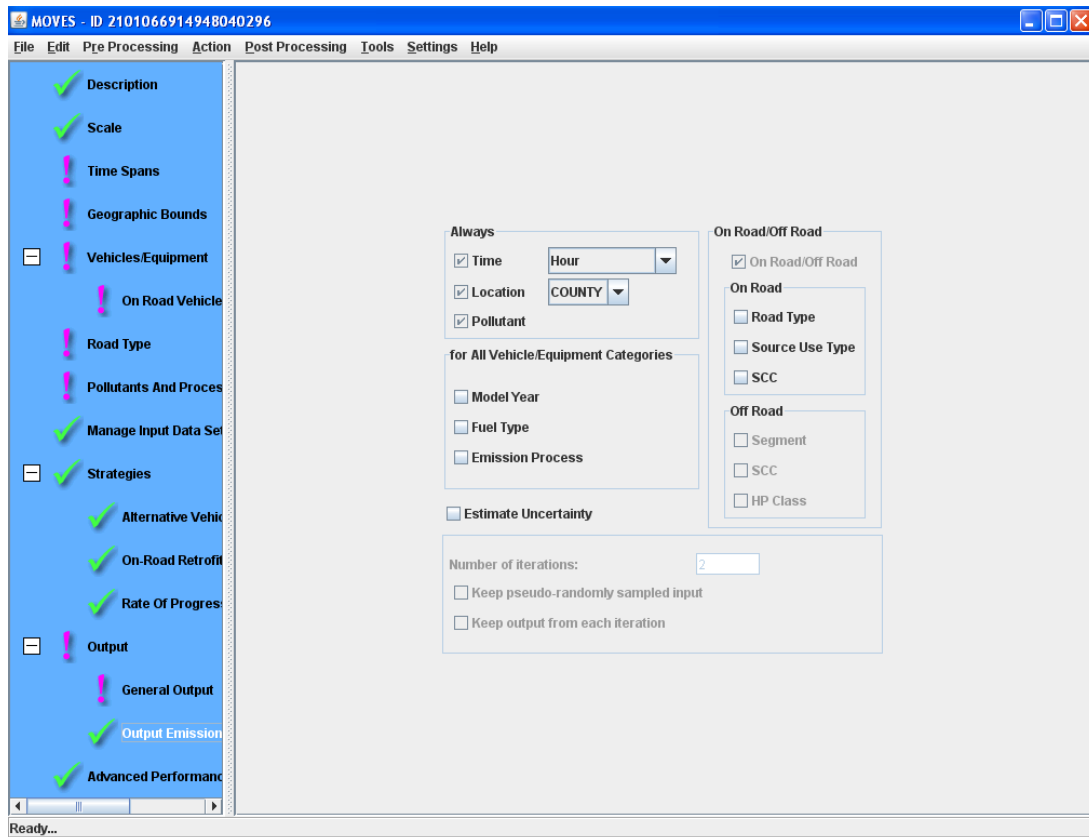 MOVES - ID 2101066914948040296
File Edit Pre Processing Action Post Processing Tools Settings Help
Description
Scale
Time Spans
Geographic Bounds
Vehicles/Equipment
On Road Vehicle
Road Type
Pollutants And Proces
Manage Input Data Set
Strategies
Alternative Vehic
On-Road Retrofit
Rate Of Progres
Output
General Output
Output Emission
Advanced Performanc
Always
Time Hour
Location COUNTY
Pollutant
for All Vehicle/Equipment Categories
Model Year
Fuel Type
Emission Process
Estimate Uncertainty
On Road/Off Road
On Road/Off Road
On Road
Road Type
Source Use Type
SCC
Off Road
Segment
SCC
HP Class
Number of iterations: 2
Keep pseudo-randomly sampled input
Keep output from each iteration
Ready...